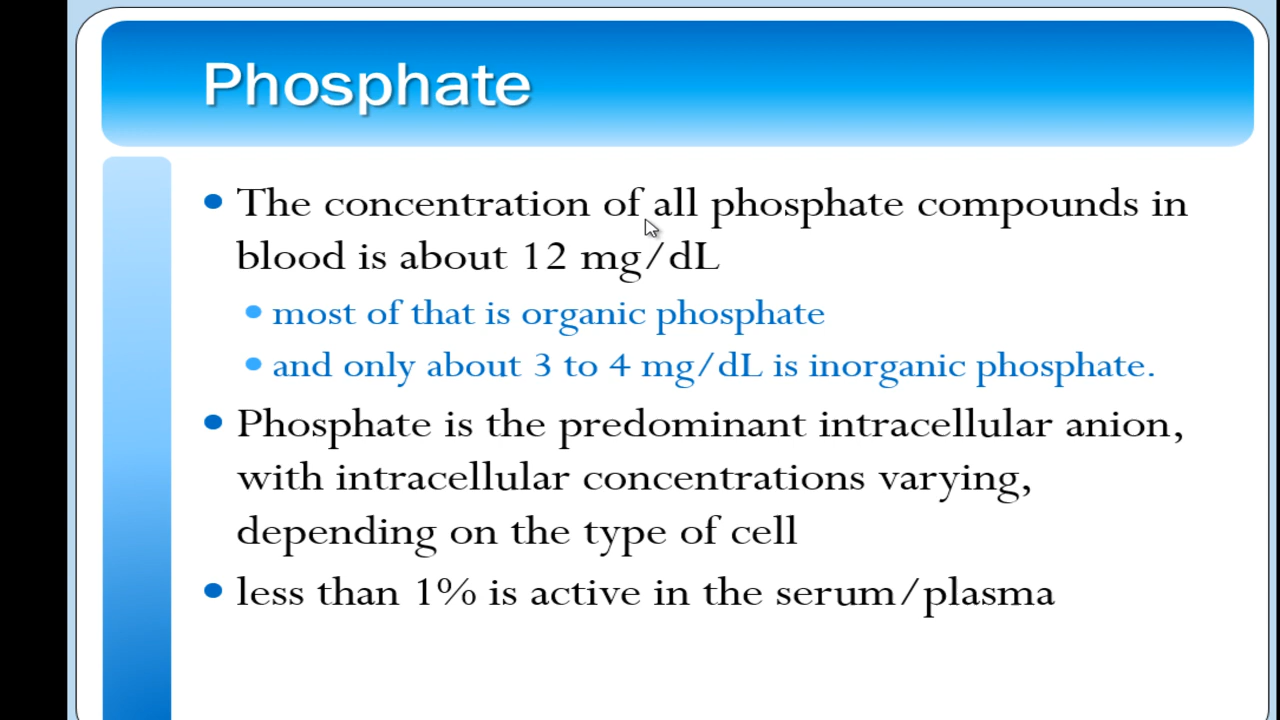 Phosphate
• The concentration of all phosphate compounds in
blood is about 12 mg/dL
• most of that is organic phosphate
• and only about 3 to 4 mg/dL is inorganic phosphate.
• Phosphate is the predominant intracellular anion,
with intracellular concentrations varying,
depending on the type of cell
• less than 1% is active in the serum/plasma